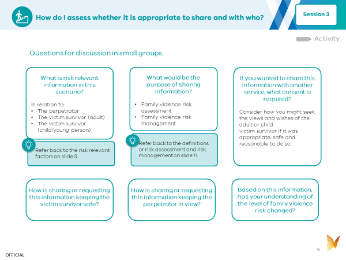 How do I assess whether it is appropriate to share and with who?
Session 3
Activity
Questions for discussion in small groups
What is risk relevant
information in this
scenario?
In relation to:
• The perpetrator
• The victim survivor (adult)
• The victim survivor
(child/young person)
Refer back to the risk relevant
factors on slide 8.
What would be the
purpose of sharing
information?
• Family violence risk
assessment
• Family violence risk
management
Refer back to the definitions
of risk assessment and risk
management on slide 11.
If you wanted to share this
information with another
service, what consent is
required?
Consider how you might seek
the views and wishes of the
adult or child
victim survivor if it was
appropriate, safe and
reasonable to do so.
How is sharing or requesting
this information keeping the
victim survivor safe?
How is sharing or requesting
this information keeping the
perpetrator in view?
Based on this information,
has your understanding of
the level of family violence
risk changed?
OFFICIAL